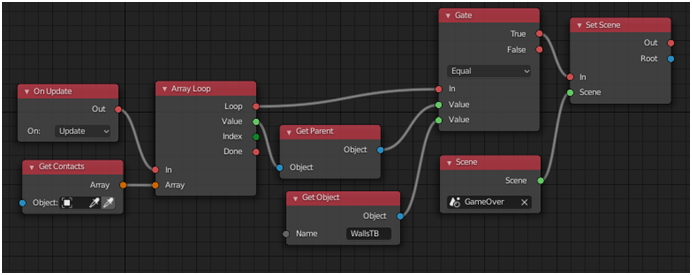 On Update
Out
On: Update
Get Contacts
Array
Object:
Array Loop
Loop
Value
Index
Done
In
Array
Get Parent
Object
Object
Get Object
Object
Name WallsTB
Gate
True
False
Equal
In
Value
Value
Scene
Scene
GameOver
Set Scene
Out
Root
In
Scene